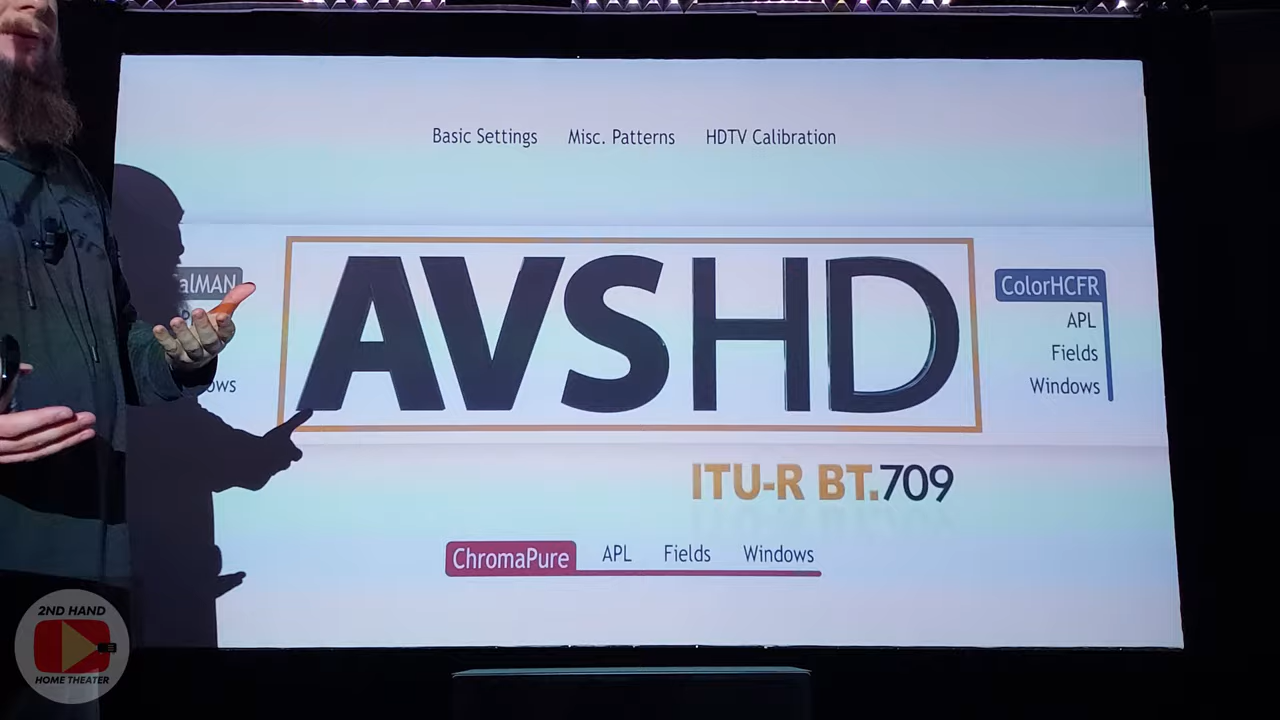 Basic Settings Misc. Patterns HDTV Calibration
AVSHD
ColorHCFR
APL
Fields
Windows
ITU-R BT.709
ChromaPure APL Fields Windows
2ND HAND
HOME THEATER